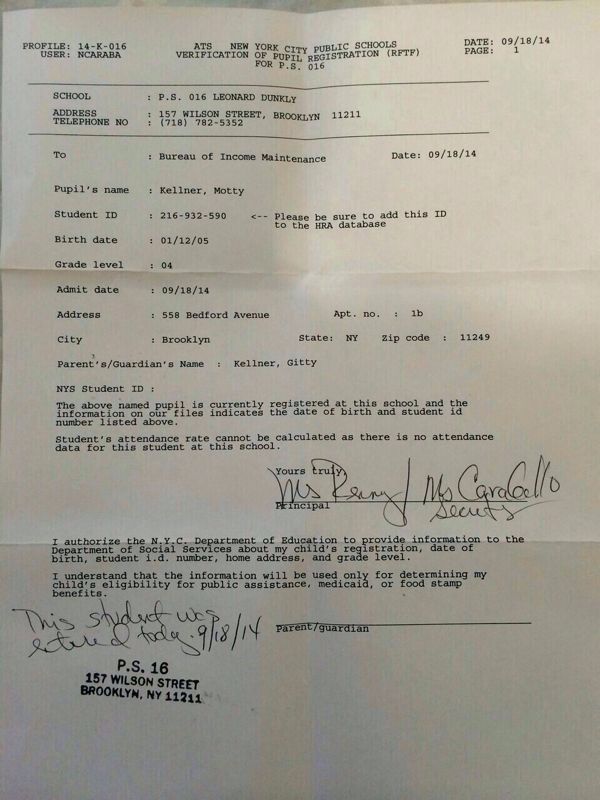 PROFILE: 14-K-016 ATS NEW YORK CITY PUBLIC SCHOOLS DATE: 09/18/14
USER: NCARABA VERIFICATION OF PUPIL REGISTRATION (RFTF) PAGE: 1
FOR P.S. 016
SCHOOL : P.S. 016 LEONARD DUNKLY
ADDRESS : 157 WILSON STREET, BROOKLYN 11211
TELEPHONE NO : (718) 782-5352
To : Bureau of Income Maintenance Date: 09/18/14
Pupil's name : Kellner, Motty
Student ID : 216-932-590 <-- Please be sure to add this ID
to the HRA database
Birth date : 01/12/05
Grade level : 04
Admit date : 09/18/14
Address : 558 Bedford Avenue Apt. no. : 1b
City : Brooklyn State: NY Zip code : 11249
Parent's/Guardian's Name : Kellner, Gitty
NYS Student ID :
The above named pupil is currently registered at this school and the
information on our files indicates the date of birth and student id
number listed above.
Student's attendance rate cannot be calculated as there is no attendance
data for this student at this school.
Yours truly,
Ms Renny / Ms Caraballo
Principal
I authorize the N.Y.C. Department of Education to provide information to the
Department of Social Services about my child's registration, date of
birth, student i.d. number, home address, and grade level.
I understand that the information will be used only for determining my
child's eligibility for public assistance, medicaid, or food stamp
benefits.
This student was
entered today. 9/18/14
Parent/guardian
P.S. 16
157 WILSON STREET
BROOKLYN, NY 11211